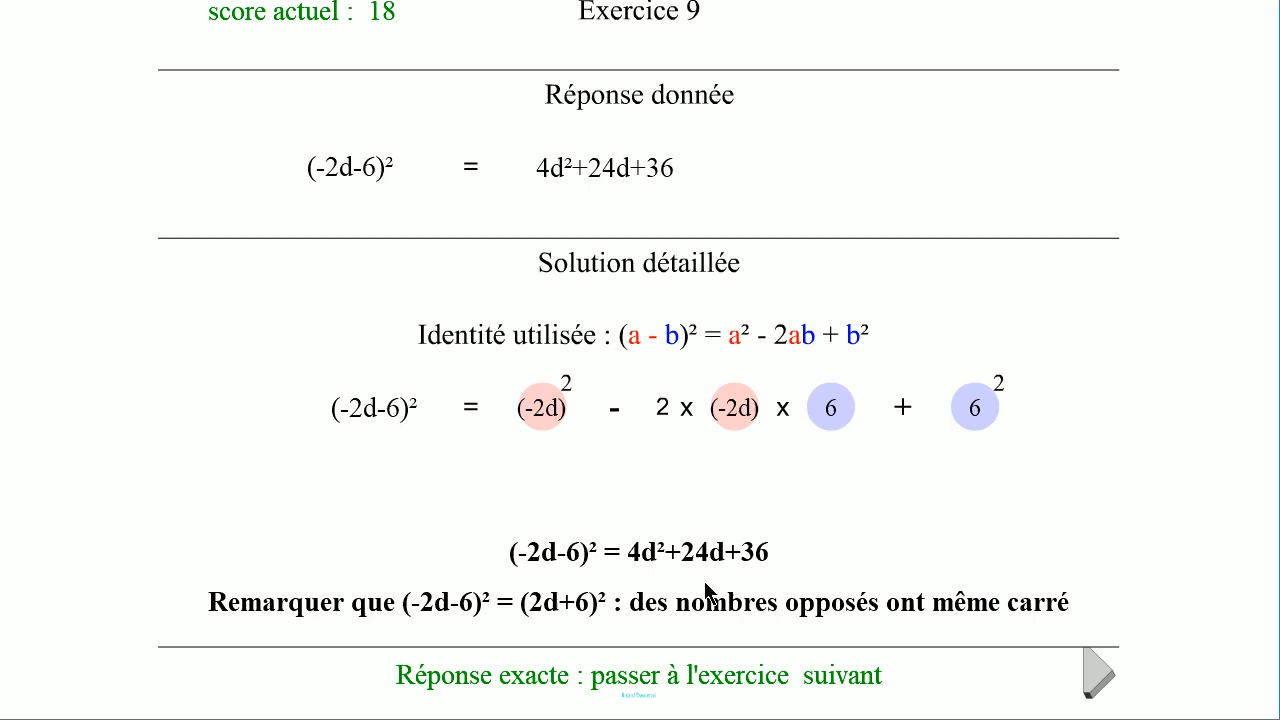 score actuel : 18
Exercice 9
Réponse donnée
(-2d-6)² = 4d²+24d+36
Solution détaillée
Identité utilisée : (a - b)² = a² - 2ab + b²
(-2d-6)² = (-2d)² - 2 x (-2d) x 6 + 6²
(-2d-6)² = 4d²+24d+36
Remarquer que (-2d-6)² = (2d+6)² : des nombres opposés ont même carré
Réponse exacte : passer à l'exercice suivant